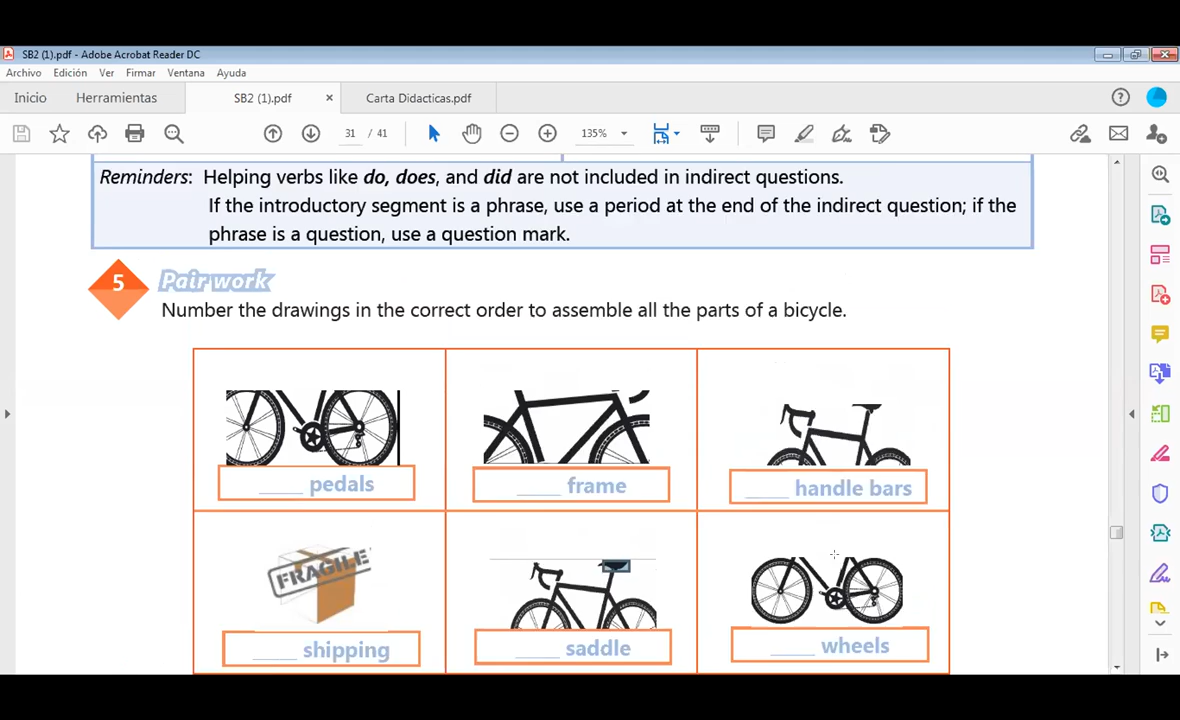 SB2 (1).pdf - Adobe Acrobat Reader DC
Archivo Edición Ver Firmar Ventana Ayuda
Inicio Herramientas SB2 (1).pdf × Carta Didacticas.pdf
31 / 41 135%
Reminders: Helping verbs like do, does, and did are not included in indirect questions.
If the introductory segment is a phrase, use a period at the end of the indirect question; if the
phrase is a question, use a question mark.
5 Pair work
Number the drawings in the correct order to assemble all the parts of a bicycle.
____ pedals
____ frame
____ handle bars
FRAGILE
____ shipping
____ saddle
____ wheels